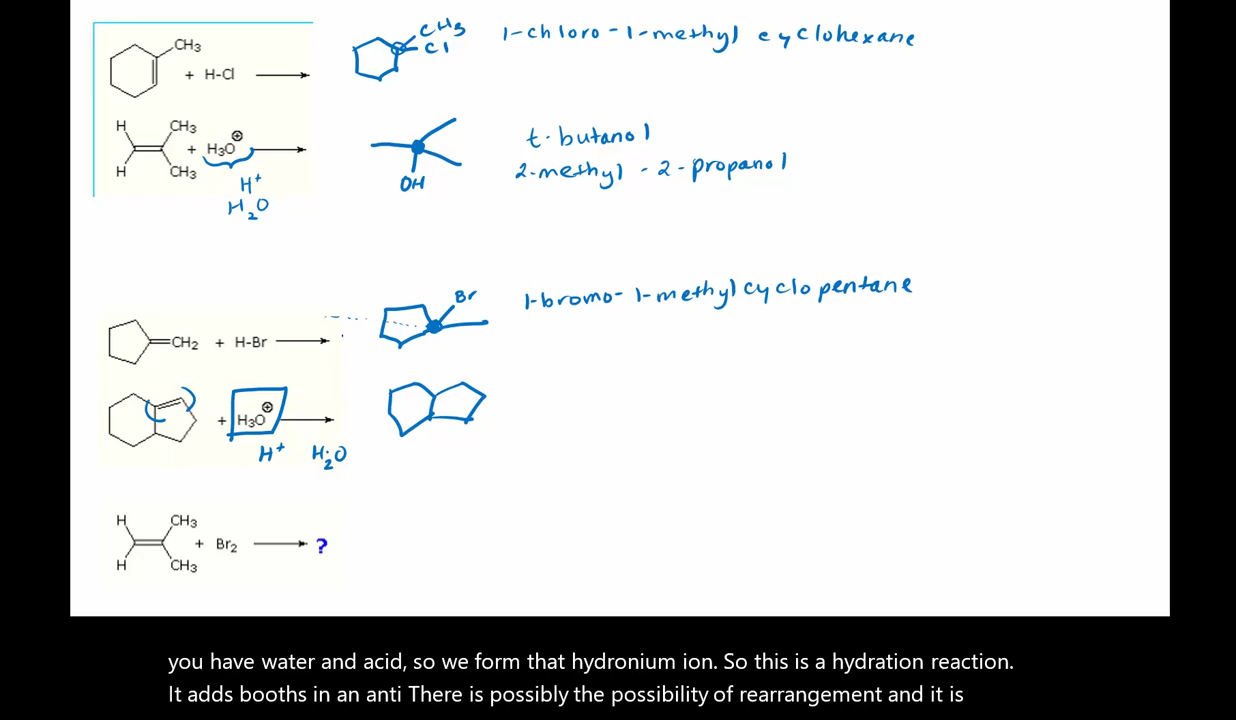 CH3
+ H-Cl
CH3
Cl
1-chloro-1-methyl cyclohexane
H CH3
+ H3O⊕
H CH3
H+
H2O
OH
t-butanol
2-methyl-2-propanol
=CH2 + H-Br
Br
1-bromo-1-methylcyclopentane
+ H3O⊕
H+ H2O
H CH3
+ Br2 ?
H CH3
you have water and acid, so we form that hydronium ion. So this is a hydration reaction.
It adds booths in an anti There is possibly the possibility of rearrangement and it is